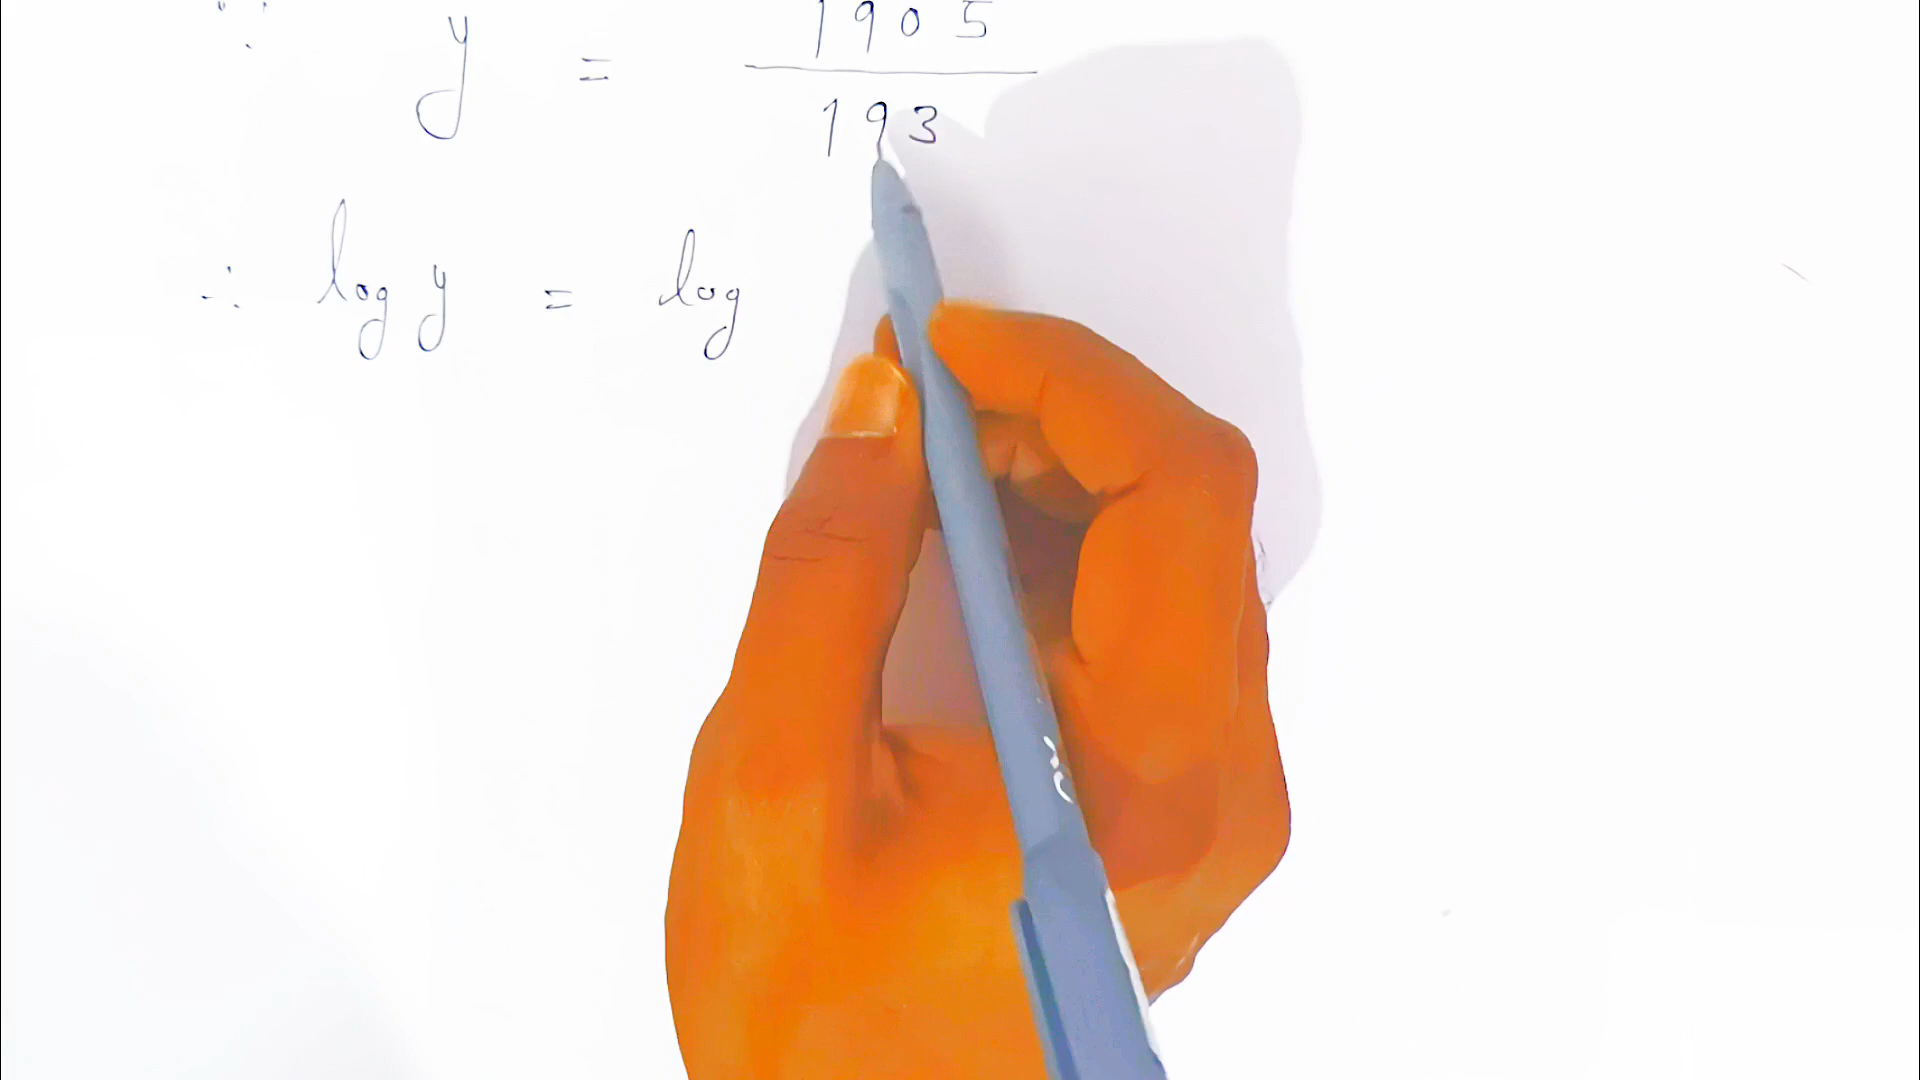 ∵ y = 1905
193
∴ log y = log